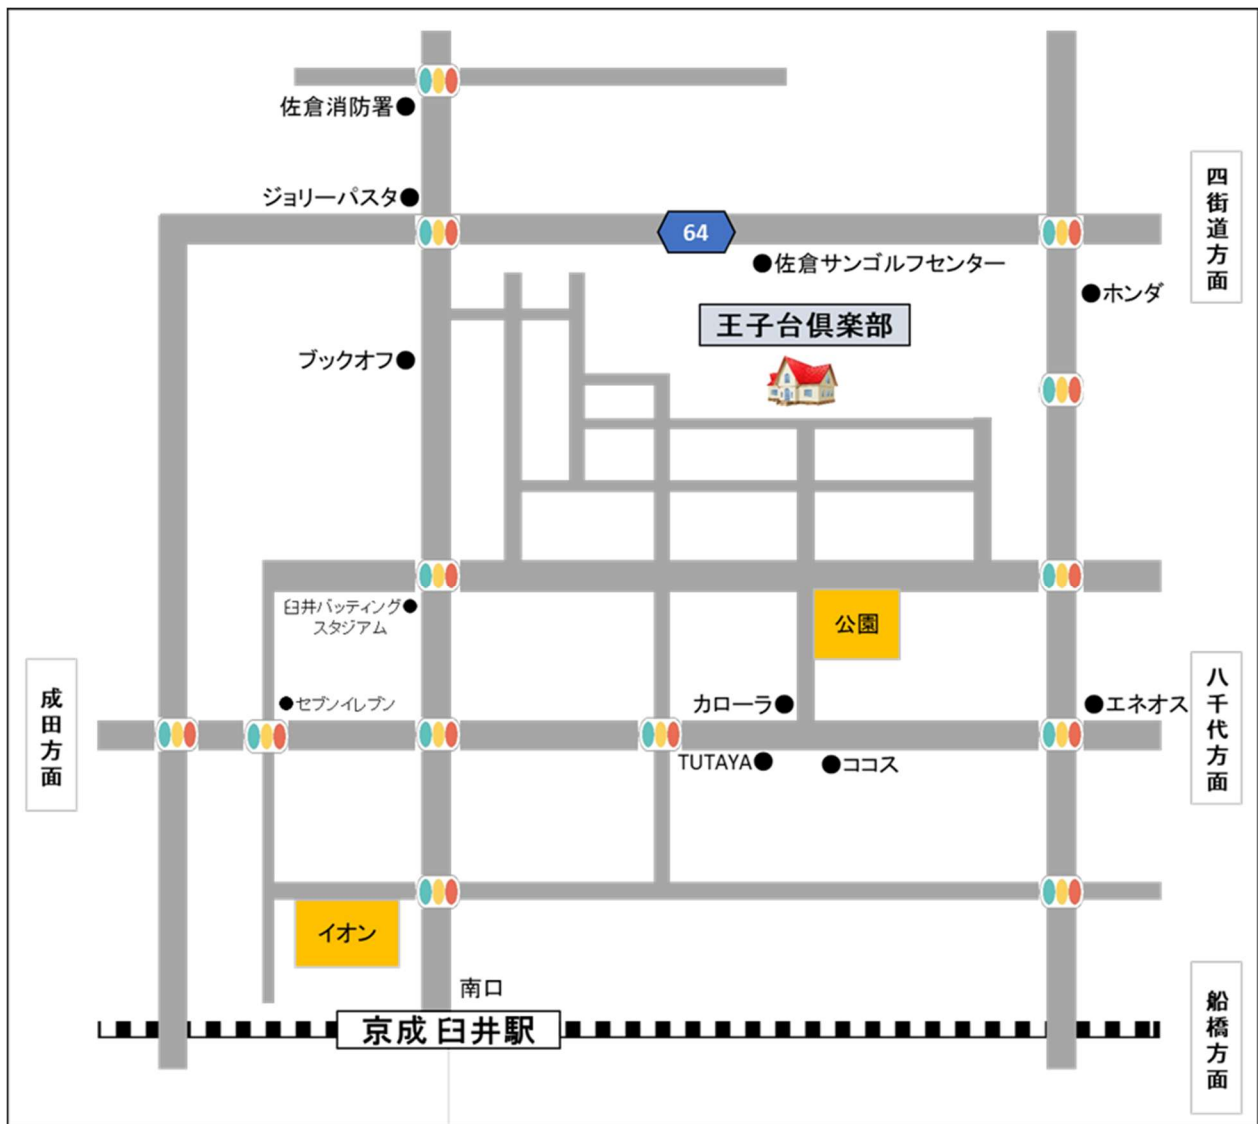 佐倉消防署
ジョリーパスタ
64
佐倉サンゴルフセンター
四街道方面
ホンダ
王子台倶楽部
ブックオフ
臼井バッティング
スタジアム
公園
成田方面
セブンイレブン
カローラ
エネオス
八千代方面
TUTAYA
ココス
イオン
南口
京成 臼井駅
船橋方面